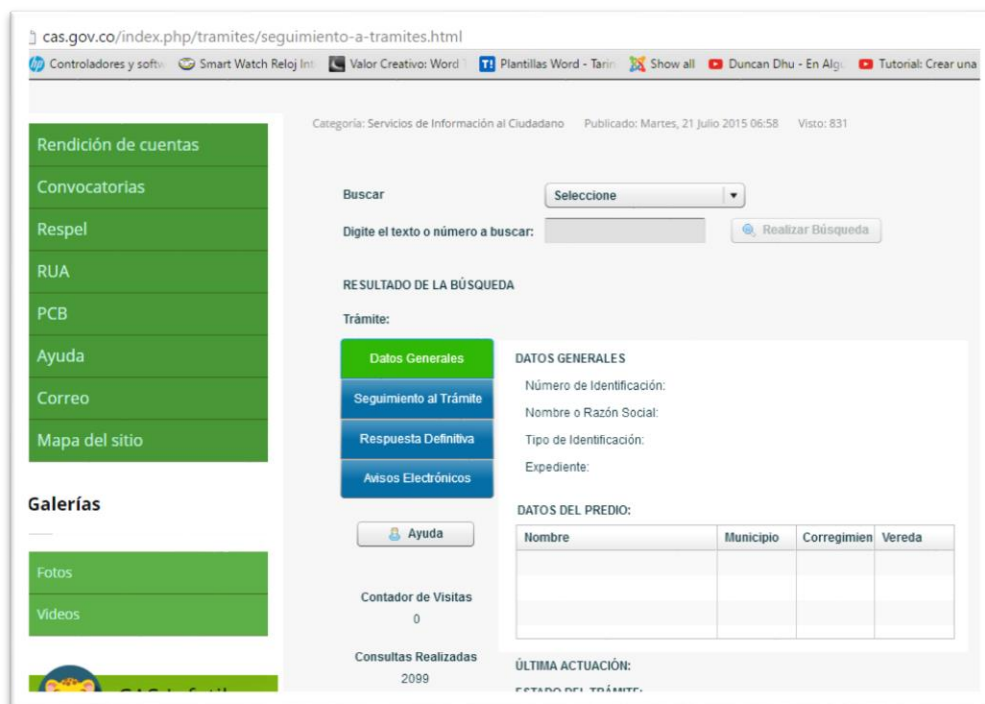 cas.gov.co/index.php/tramites/seguimiento-a-tramites.html
Controladores y softw
Smart Watch Reloj Int
Valor Creativo: Word
Plantillas Word - Tarin
Show all
Duncan Dhu - En Algu
Tutorial: Crear una
Categoría: Servicios de Información al Ciudadano Publicado: Martes, 21 Julio 2015 06:58 Visto: 831
Rendición de cuentas
Convocatorias
Respel
RUA
PCB
Ayuda
Correo
Mapa del sitio
Galerías
Fotos
Videos
Buscar Seleccione
Digite el texto o número a buscar: Realizar Búsqueda
RESULTADO DE LA BÚSQUEDA
Trámite:
Datos Generales
Seguimiento al Trámite
Respuesta Definitiva
Avisos Electrónicos
Ayuda
Contador de Visitas
0
Consultas Realizadas
2099
DATOS GENERALES
Número de Identificación:
Nombre o Razón Social:
Tipo de Identificación:
Expediente:
DATOS DEL PREDIO:
Nombre Municipio Corregimien Vereda
ÚLTIMA ACTUACIÓN:
ESTADO DEL TRÁMITE: